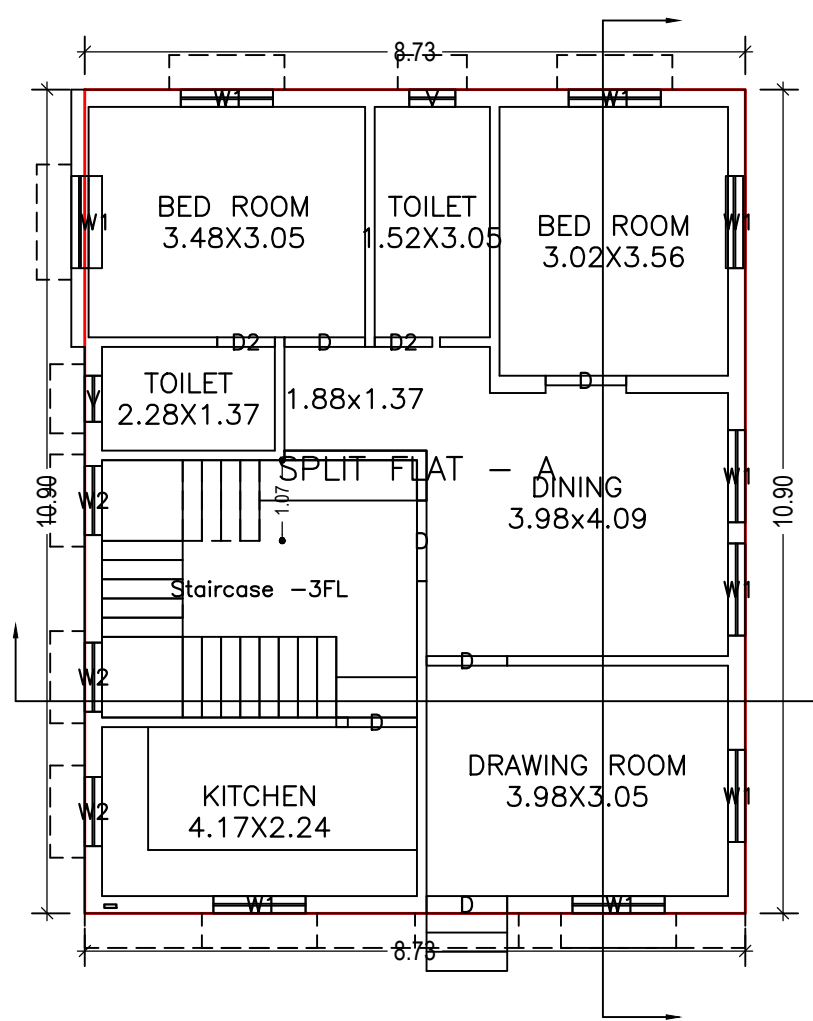 8.73
W1
V
W1
BED ROOM
3.48X3.05
TOILET
1.52X3.05
BED ROOM
3.02X3.56
W1
W1
D2
D
D2
TOILET
2.28X1.37
1.88x1.37
D
V
SPLIT FLAT - A
10.90
W2
1.07
DINING
3.98x4.09
W1
10.90
D
Staircase -3FL
W1
D
W2
D
DRAWING ROOM
3.98X3.05
KITCHEN
4.17X2.24
W2
W1
W1
D
W1
8.73